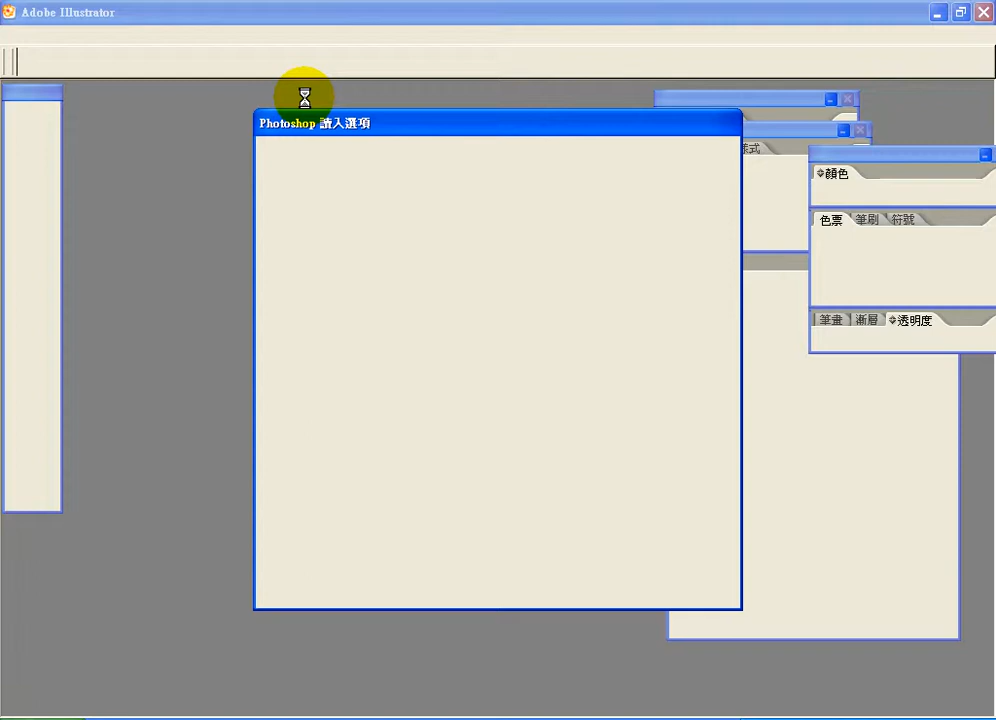 Adobe Illustrator
Photoshop 讀入選項
樣式
顏色
色票 筆刷 符號
筆畫 漸層 透明度